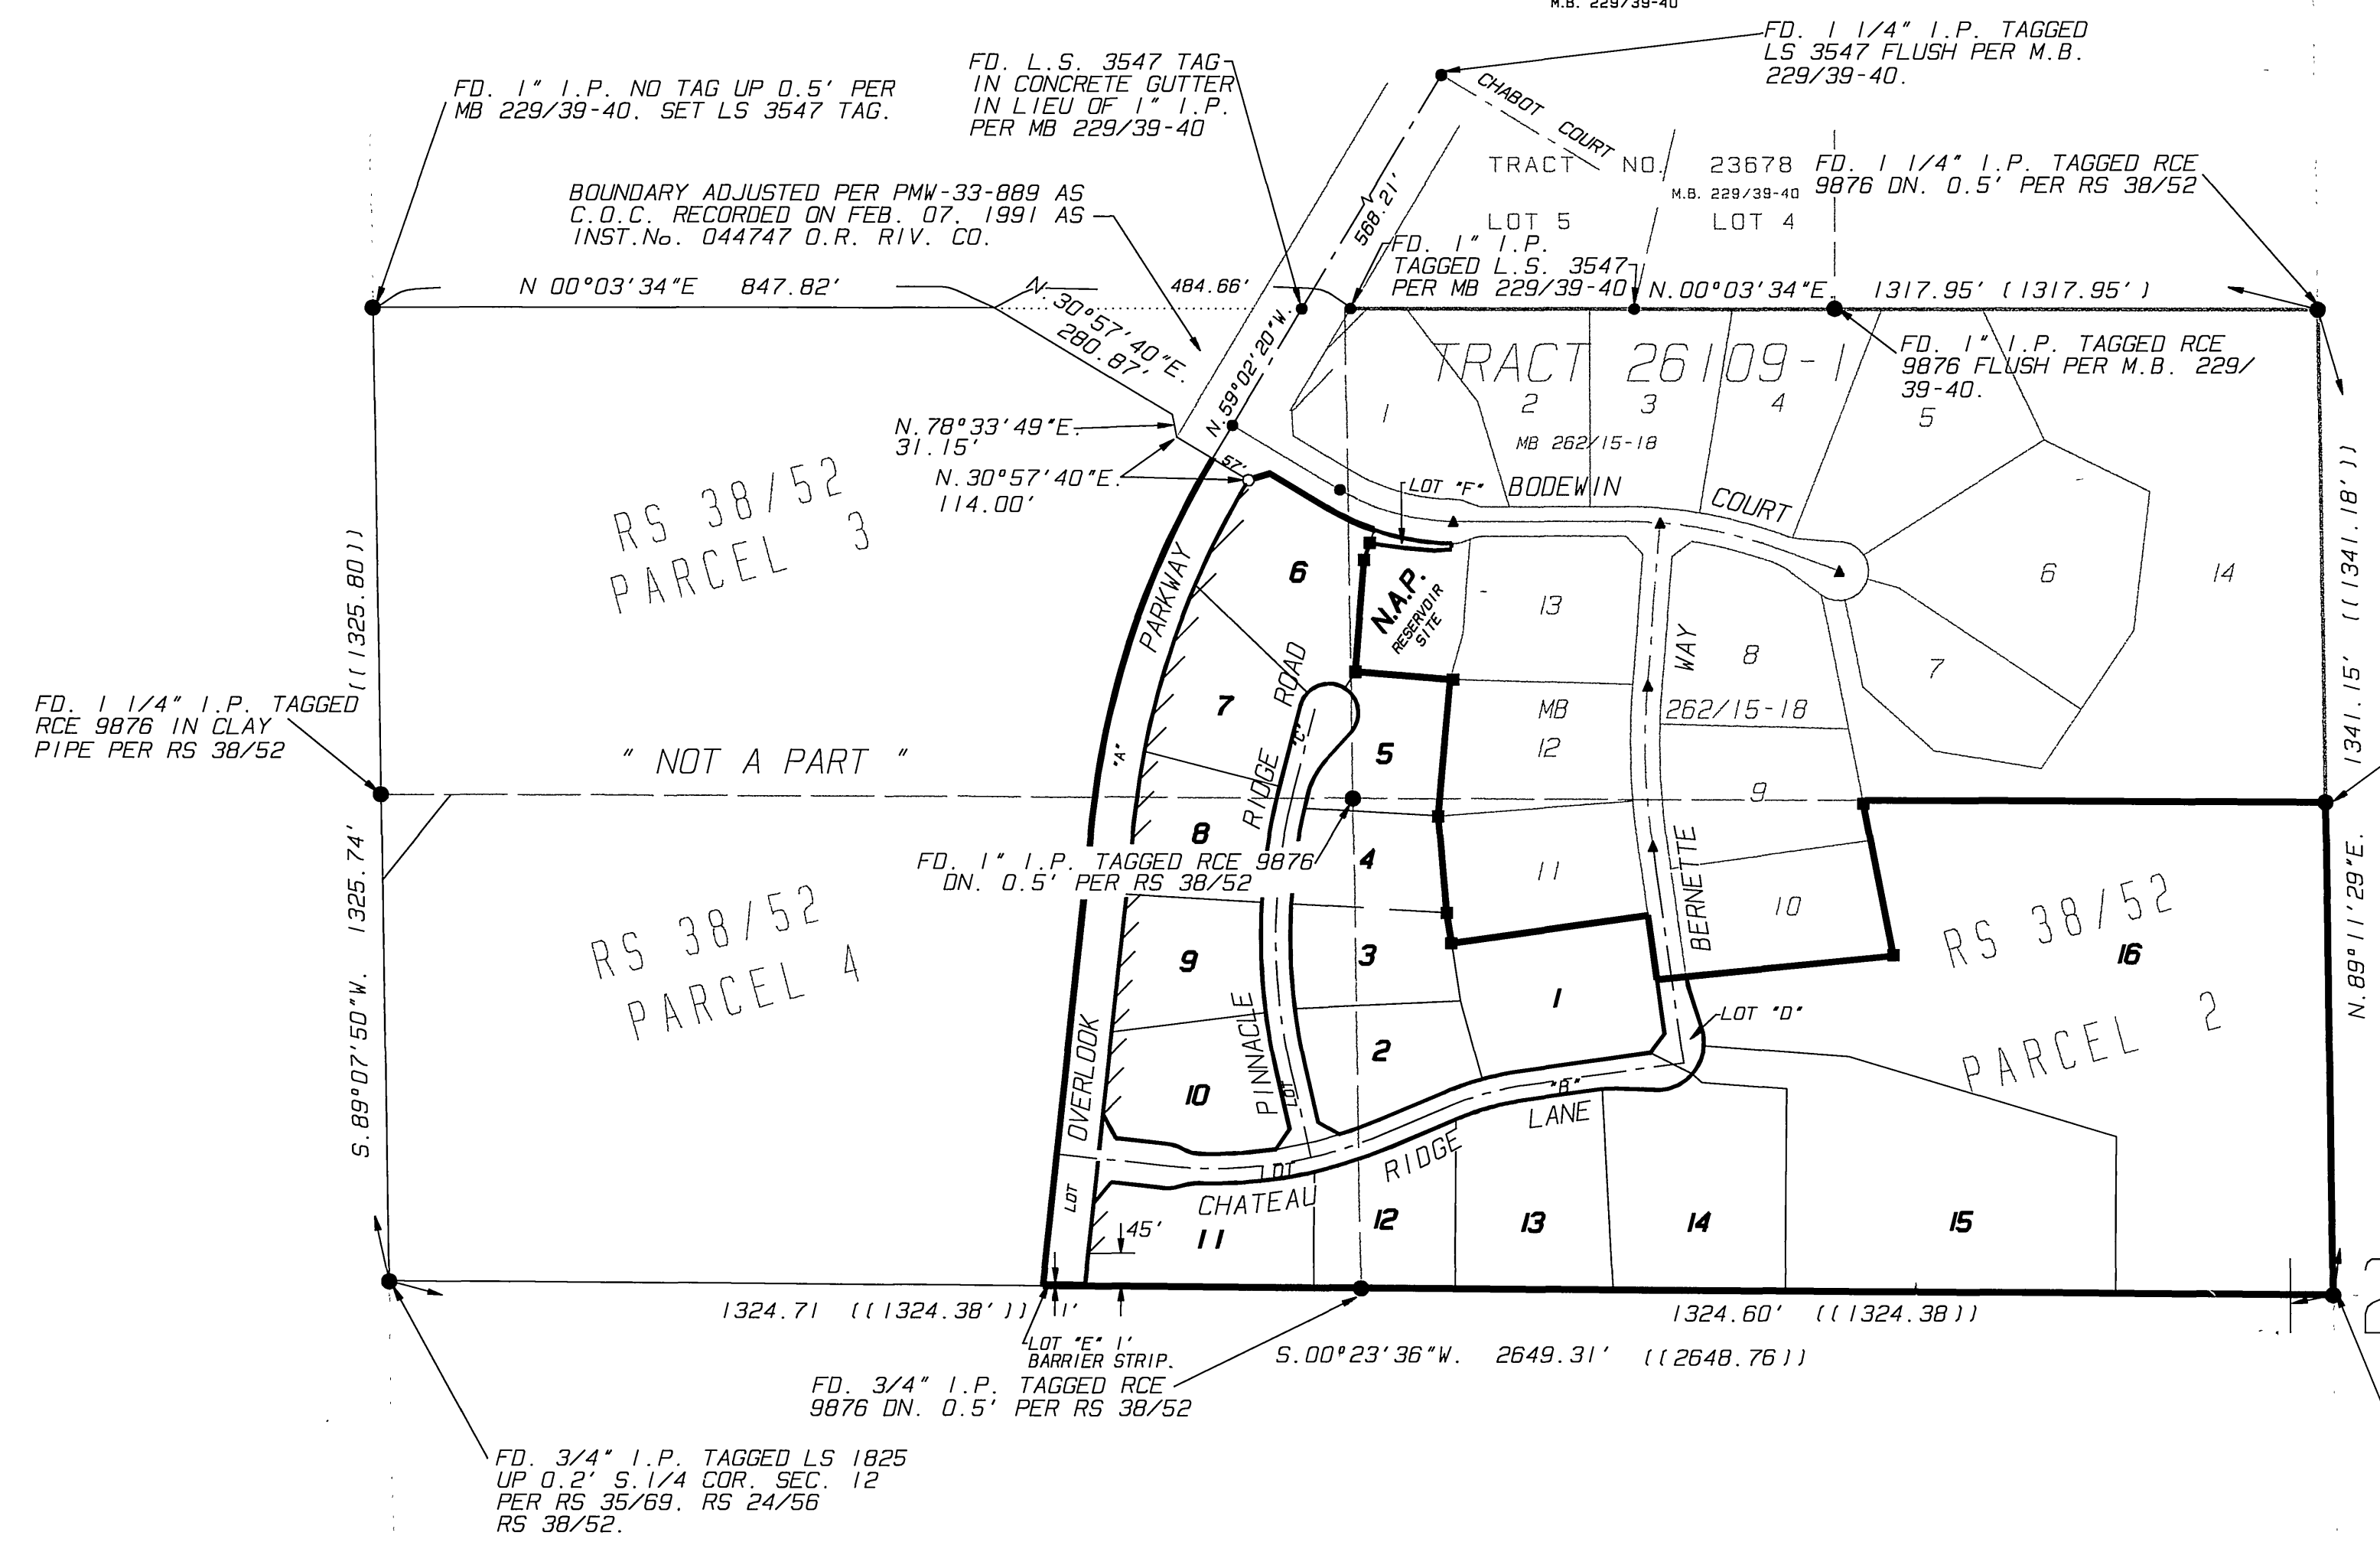 M.B. 229/39-40
FD. 1 1/4" I.P. TAGGED
LS 3547 FLUSH PER M.B.
229/39-40.
FD. L.S. 3547 TAG
IN CONCRETE GUTTER
IN LIEU OF 1" I.P.
PER MB 229/39-40
FD. 1" I.P. NO TAG UP 0.5' PER
MB 229/39-40. SET LS 3547 TAG.
CHABOT COURT
TRACT NO. 23678
M.B. 229/39-40
LOT 5
LOT 4
FD. 1 1/4" I.P. TAGGED RCE
9876 DN. 0.5' PER RS 38/52
BOUNDARY ADJUSTED PER PMW-33-889 AS
C.O.C. RECORDED ON FEB. 07. 1991 AS
INST.No. 044747 O.R. RIV. CO.
N
568.21'
FD. 1" I.P.
TAGGED L.S. 3547
PER MB 229/39-40
N 00°03'34"E 847.82'
484.66'
N.00°03'34"E. 1317.95' (1317.95')
N.30°57'40"E.
280.87'
N.59°02'20"W.
TRACT 26109-1
FD. 1" I.P. TAGGED RCE
9876 FLUSH PER M.B. 229/
39-40.
1
2
3
4
5
MB 262/15-18
N.78°33'49"E.
31.15'
57'
N.30°57'40"E.
114.00'
LOT "F"
BODEWIN COURT
RS 38/52
PARCEL 3
((1325.80))
1341.15' ((1341.18'))
PARKWAY
6
N.A.P.
RESERVOIR
SITE
13
WAY
8
6
14
7
FD. 1 1/4" I.P. TAGGED
RCE 9876 IN CLAY
PIPE PER RS 38/52
" NOT A PART "
"A"
7
ROAD
RIDGE
"C"
5
MB 262/15-18
12
9
8
FD. 1" I.P. TAGGED RCE 9876
DN. 0.5' PER RS 38/52
4
11
BERNETTE
10
S.89°07'50"W. 1325.74'
RS 38/52
PARCEL 4
9
3
1
LOT "D"
RS 38/52
16
PARCEL 2
N.89°11'29"E.
OVERLOOK
10
PINNACLE
LOT
2
"B"
LANE
RIDGE
LOT
CHATEAU
LOT
45'
11
12
13
14
15
1324.71 ((1324.38'))
1'
1324.60' ((1324.38))
LOT "E" 1'
BARRIER STRIP.
S.00°23'36"W. 2649.31' ((2648.76))
FD. 3/4" I.P. TAGGED RCE
9876 DN. 0.5' PER RS 38/52
FD. 3/4" I.P. TAGGED LS 1825
UP 0.2' S.1/4 COR. SEC. 12
PER RS 35/69. RS 24/56
RS 38/52.